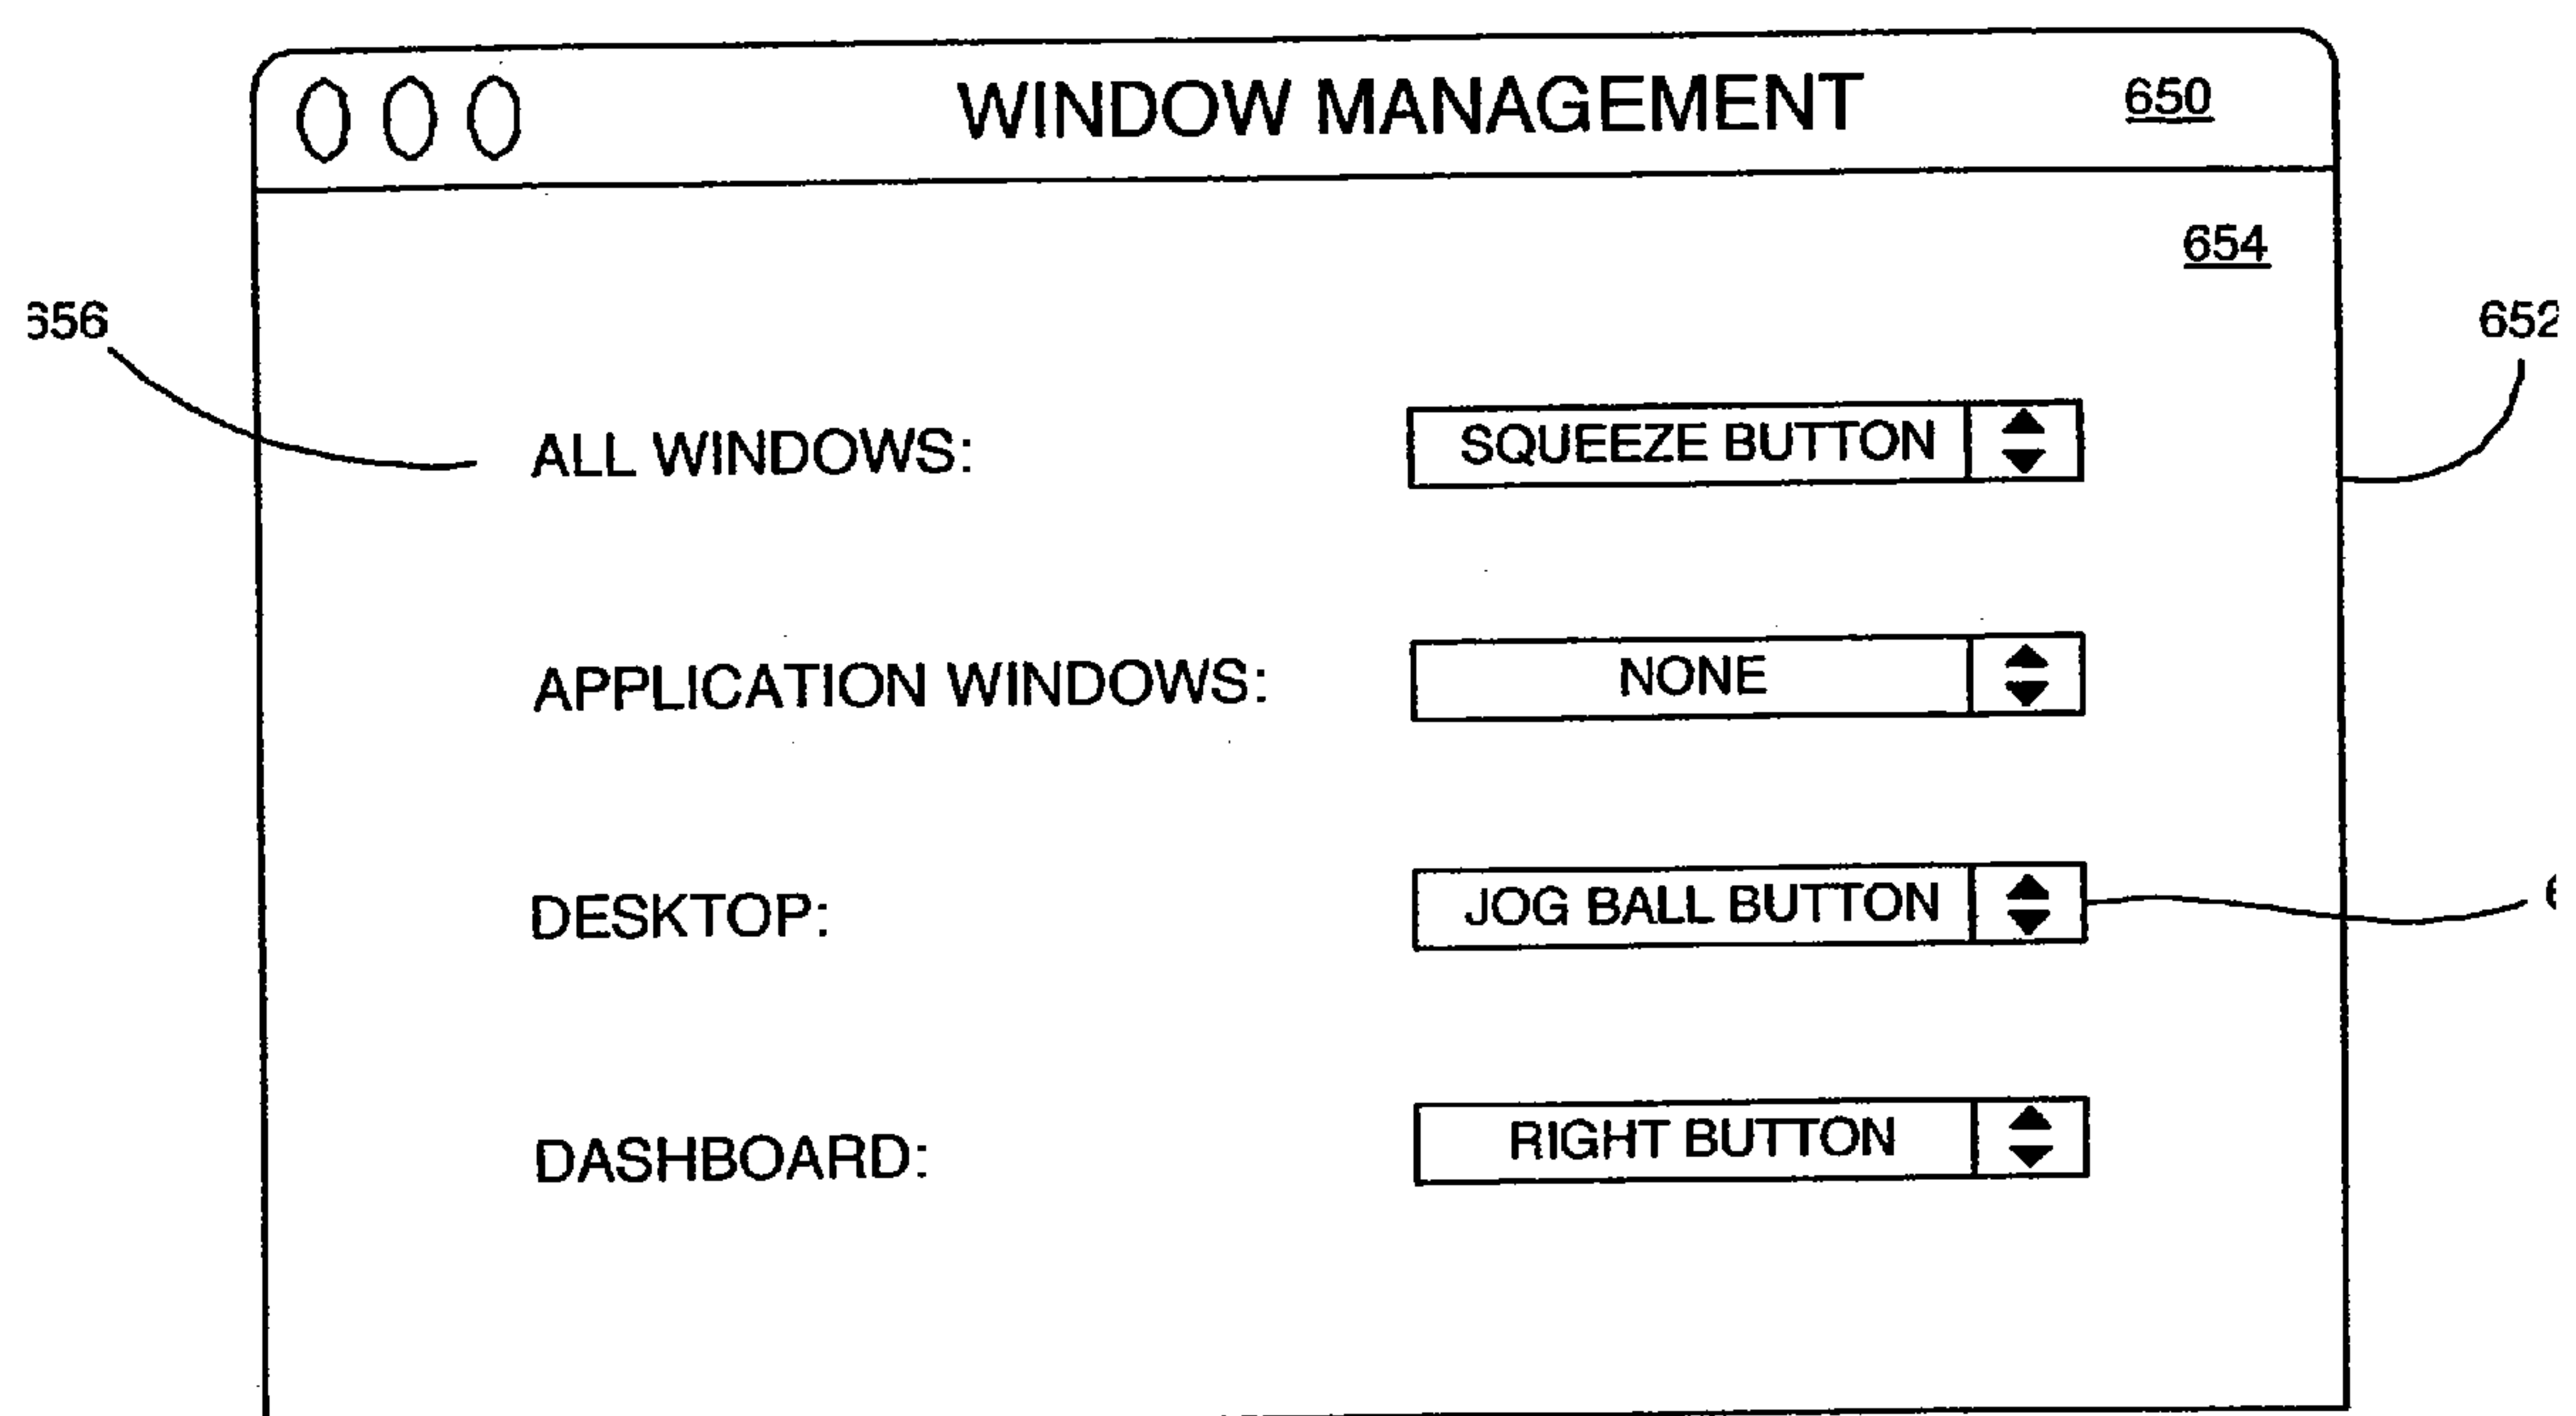 WINDOW MANAGEMENT 650
654
656 652
ALL WINDOWS: SQUEEZE BUTTON
APPLICATION WINDOWS: NONE
DESKTOP: JOG BALL BUTTON
DASHBOARD: RIGHT BUTTON